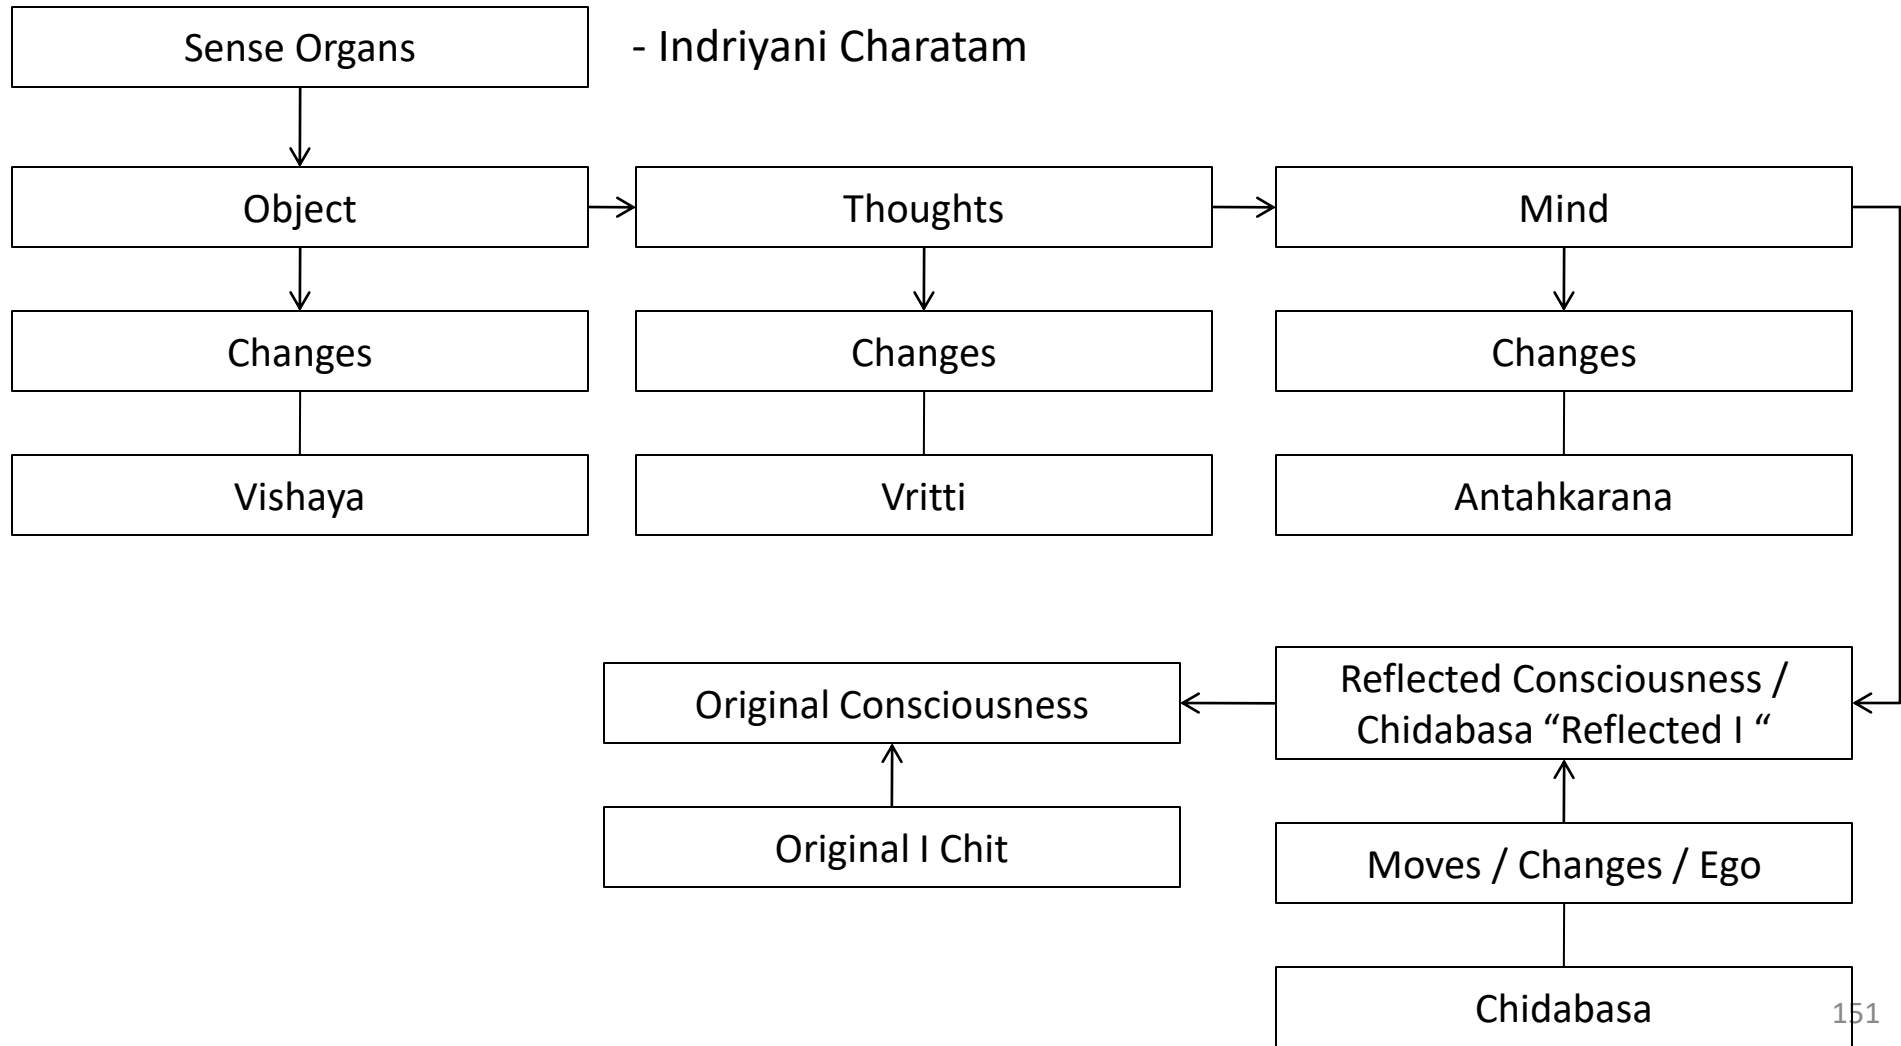 Sense Organs
- Indriyani Charatam
Object
Thoughts
Mind
Changes
Changes
Changes
Vishaya
Vritti
Antahkarana
Original Consciousness
Reflected Consciousness /
Chidabasa “Reflected I “
Original I Chit
Moves / Changes / Ego
Chidabasa
151